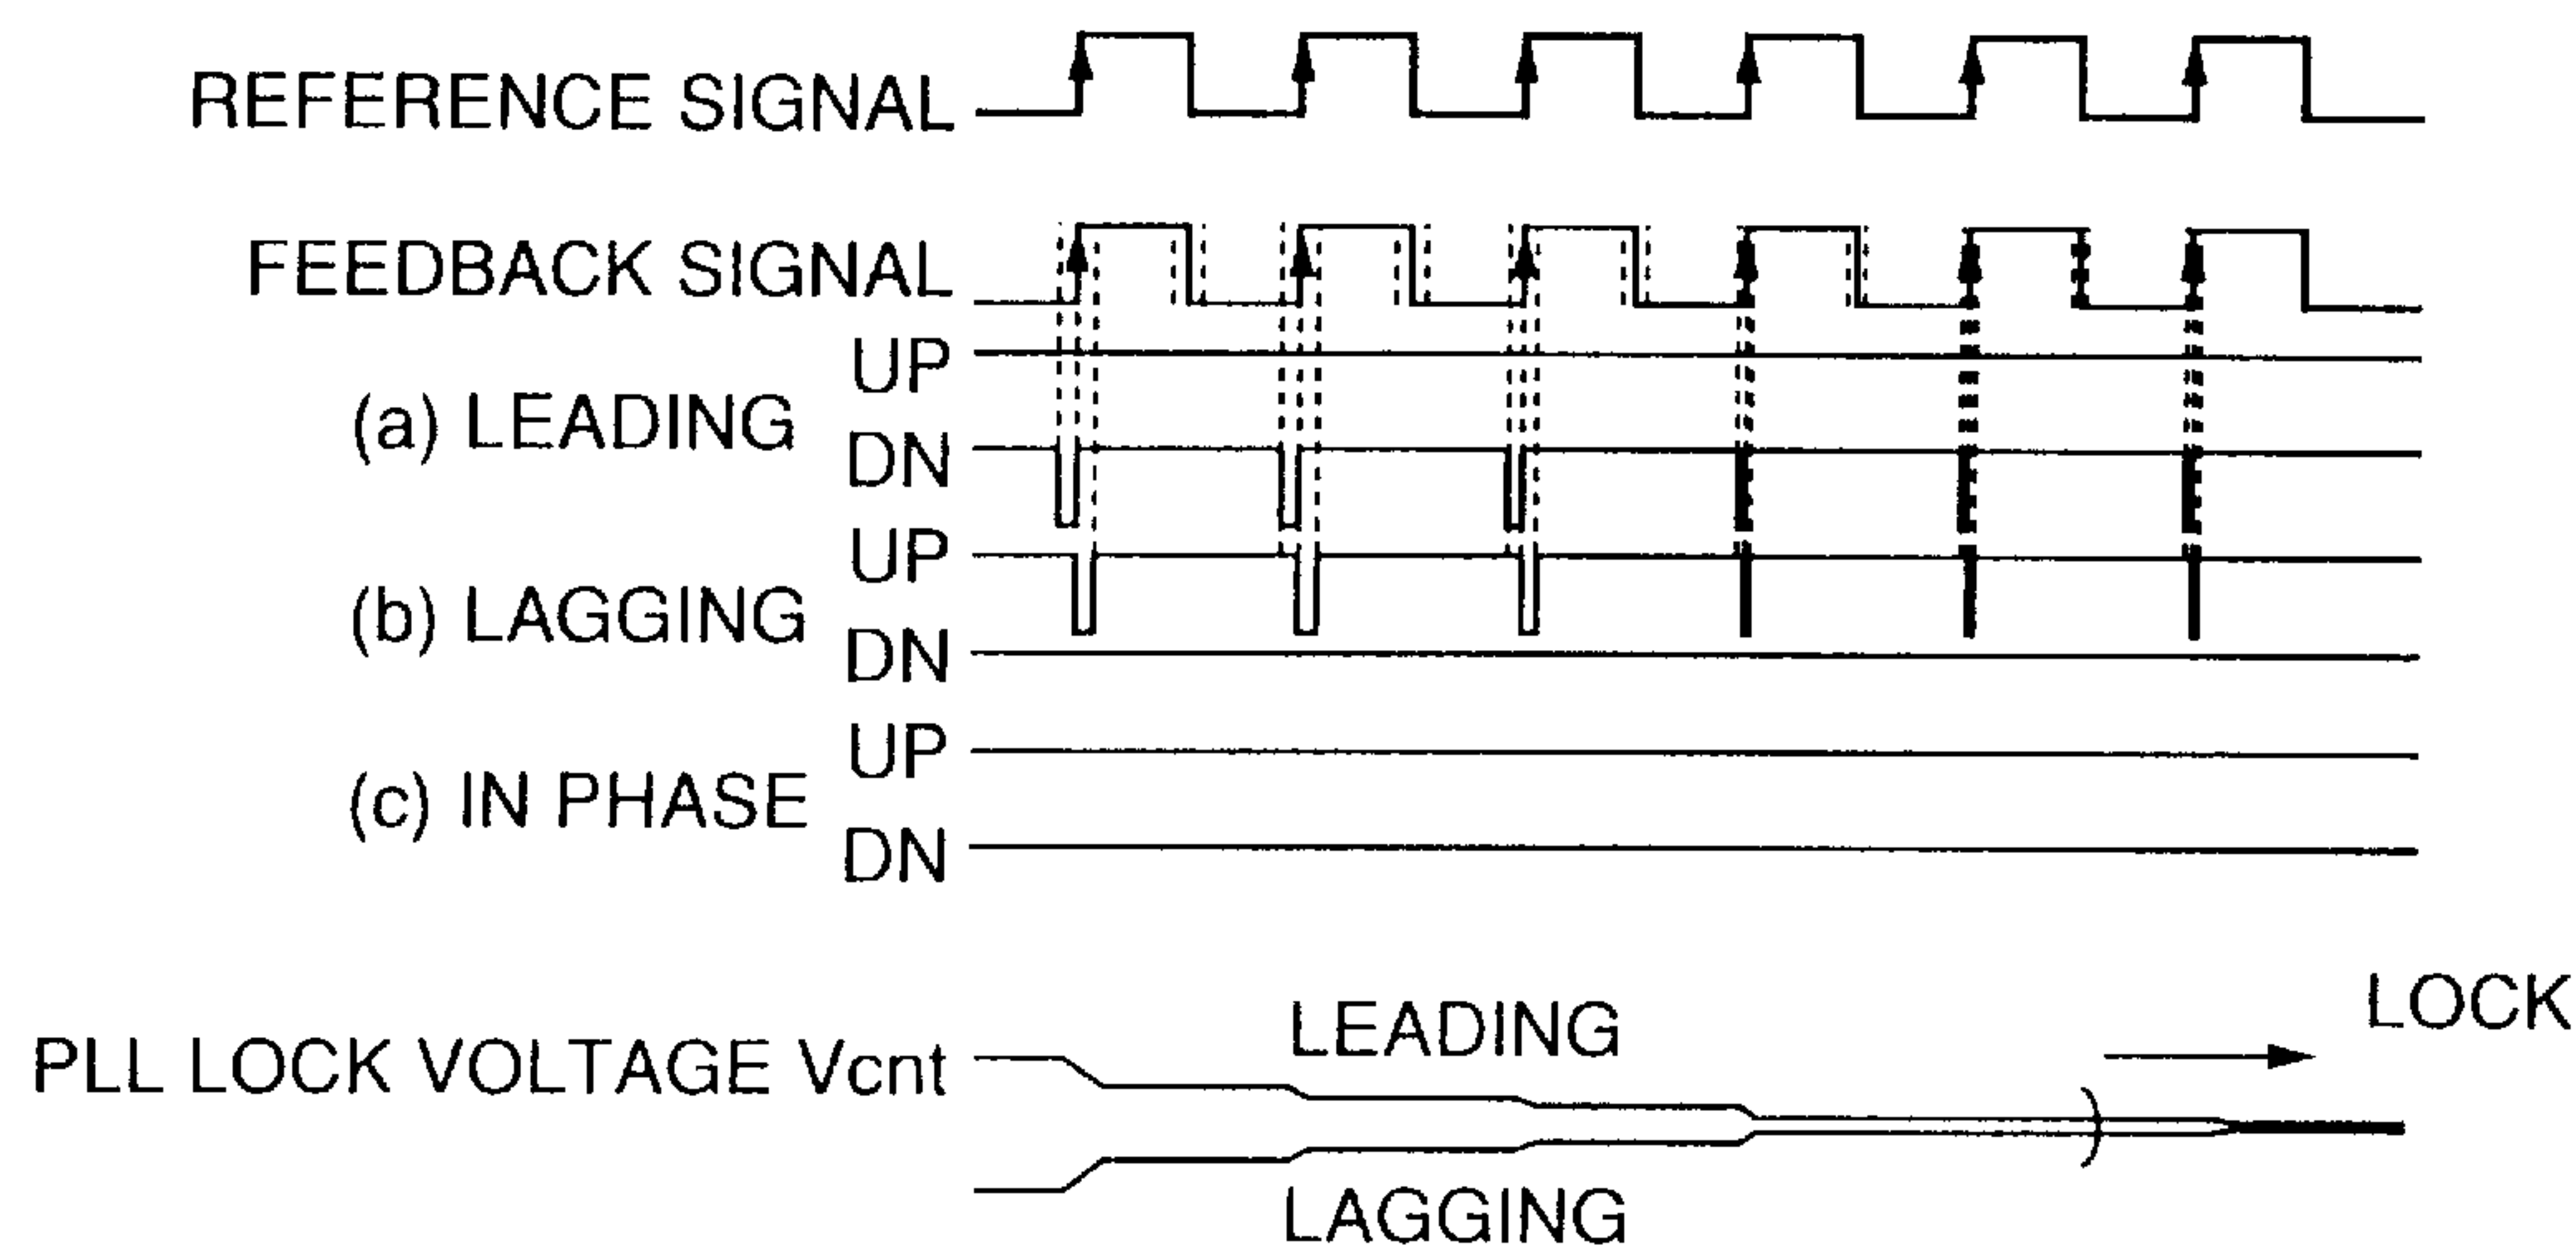 REFERENCE SIGNAL
FEEDBACK SIGNAL
UP
(a) LEADING
DN
UP
(b) LAGGING
DN
UP
(c) IN PHASE
DN
LOCK
LEADING
PLL LOCK VOLTAGE Vcnt
LAGGING